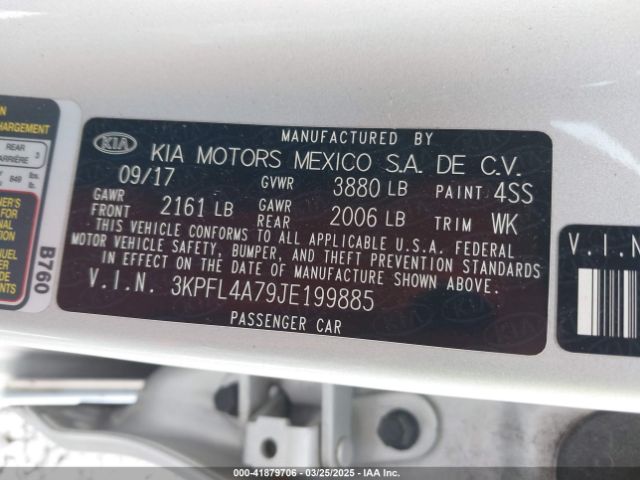 MANUFACTURED BY
KIA KIA MOTORS MEXICO S.A. DE C.V.
09/17 GVWR 3880 LB PAINT 4SS
GAWR FRONT 2161 LB GAWR REAR 2006 LB TRIM WK
THIS VEHICLE CONFORMS TO ALL APPLICABLE U.S.A. FEDERAL
MOTOR VEHICLE SAFETY, BUMPER, AND THEFT PREVENTION STANDARDS
IN EFFECT ON THE DATE OF MANUFACTURE SHOWN ABOVE.
V.I.N. 3KPFL4A79JE199885
PASSENGER CAR
REAR
B760
V.I.N
000-41879706 — 03/25/2025 — IAA Inc.